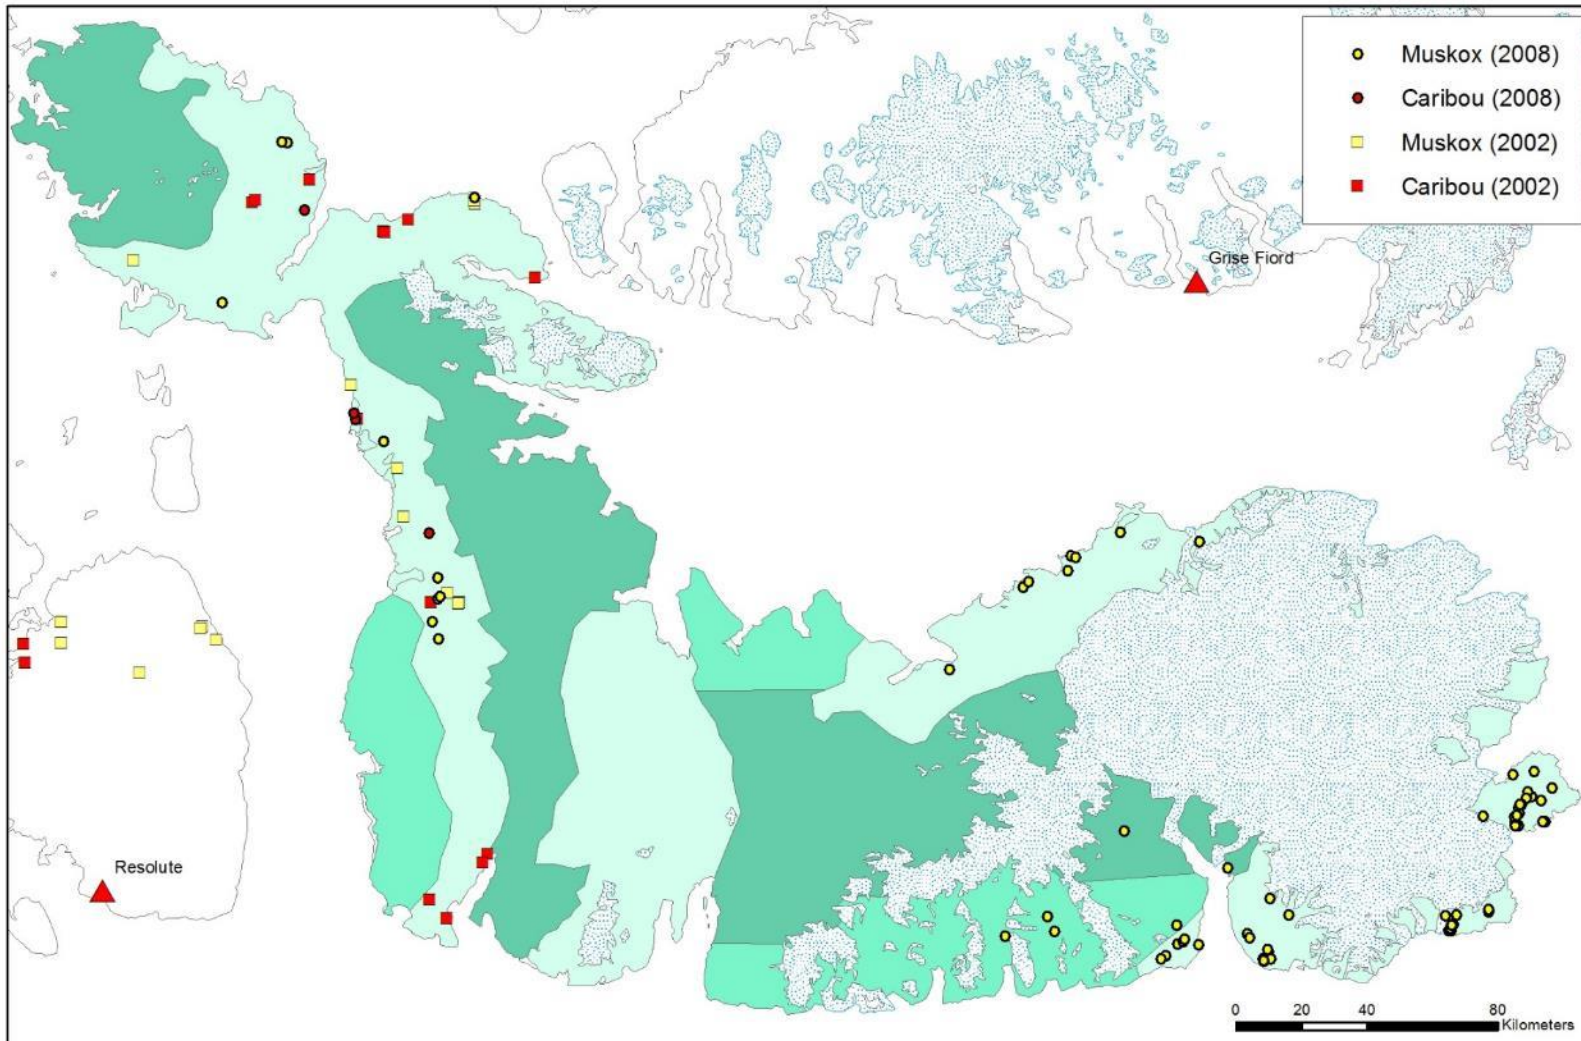 Muskox (2008)
Caribou (2008)
Muskox (2002)
Caribou (2002)
Grise Fiord
Resolute
0 20 40 80
Kilometers